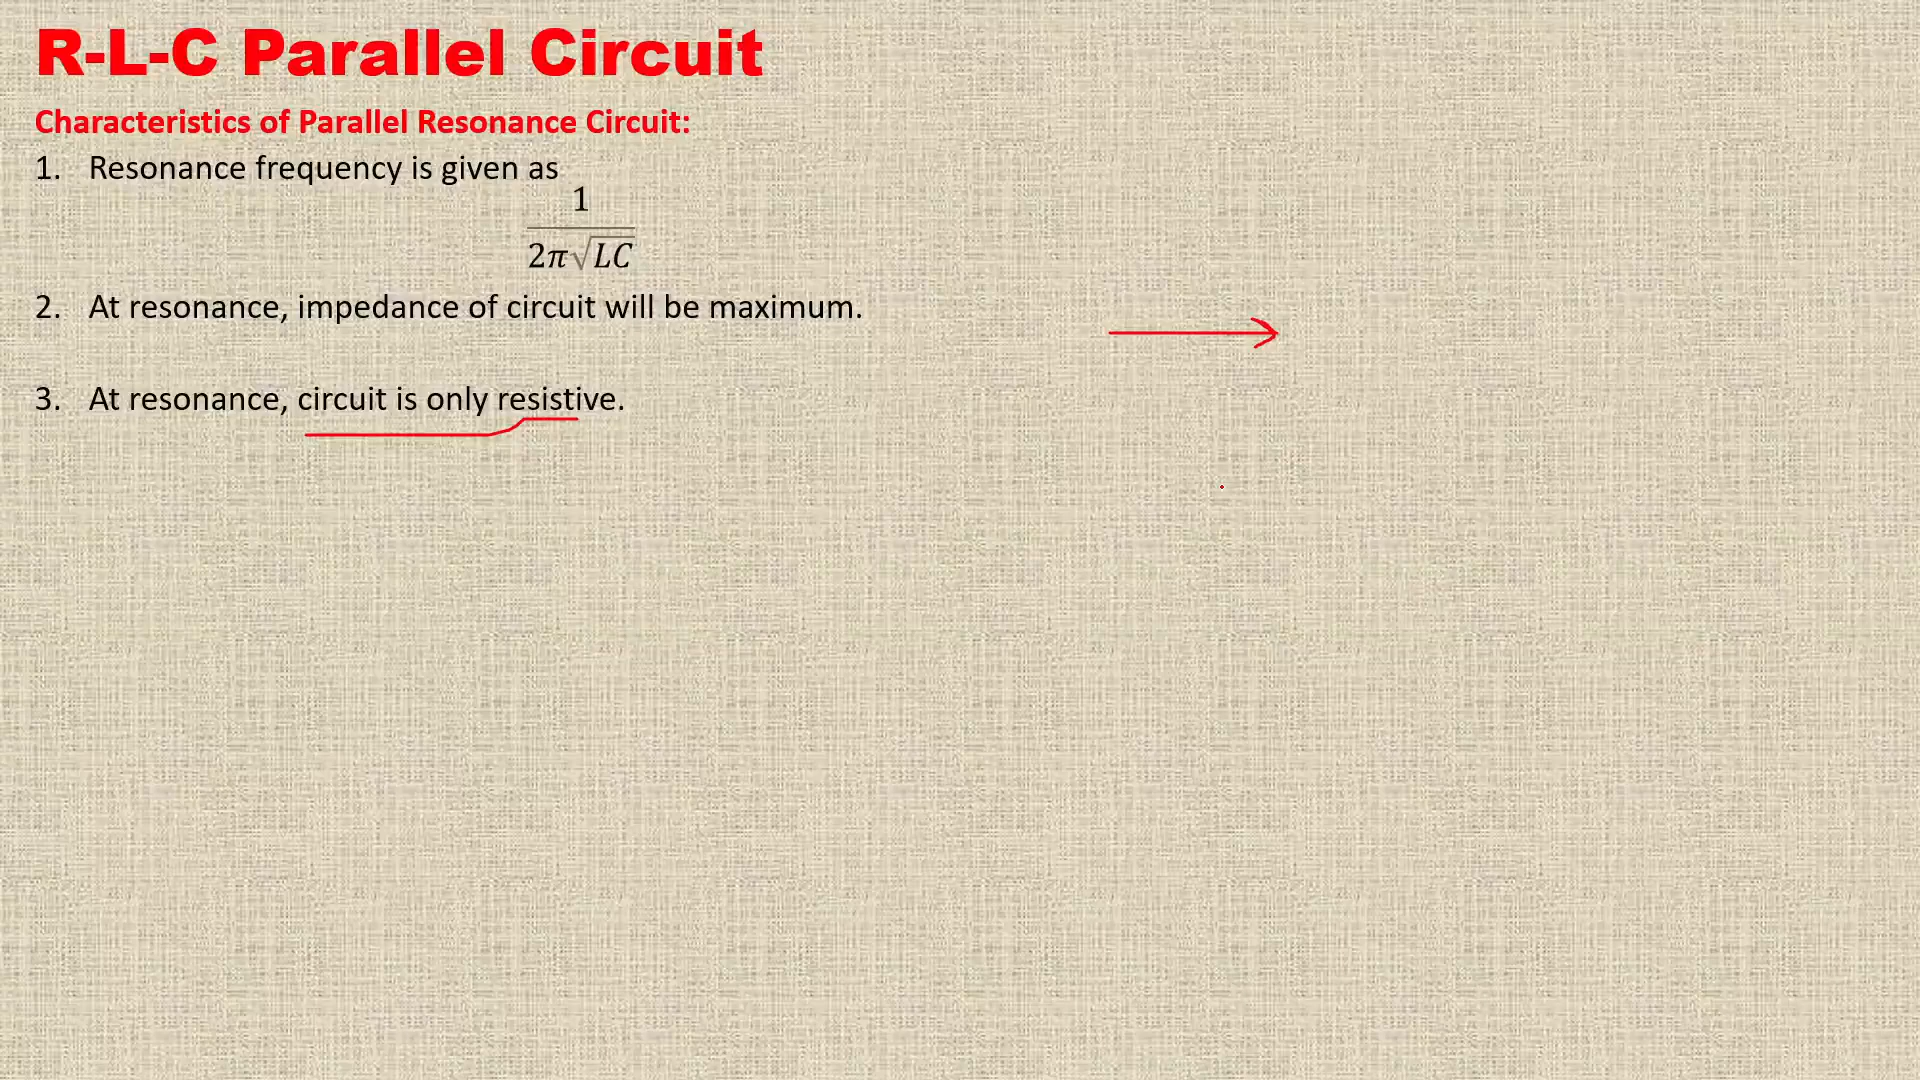 R-L-C Parallel Circuit
Characteristics of Parallel Resonance Circuit:
1. Resonance frequency is given as
1
2π√LC
2. At resonance, impedance of circuit will be maximum.
3. At resonance, circuit is only resistive.